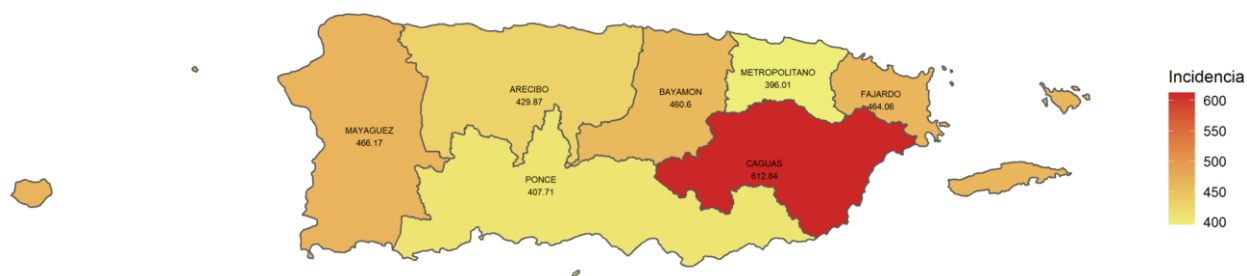 METROPOLITANO
396.01
ARECIBO
429.87
BAYAMON
460.6
FAJARDO
464.06
MAYAGUEZ
466.17
CAGUAS
612.84
PONCE
407.71
Incidencia
600
550
500
450
400